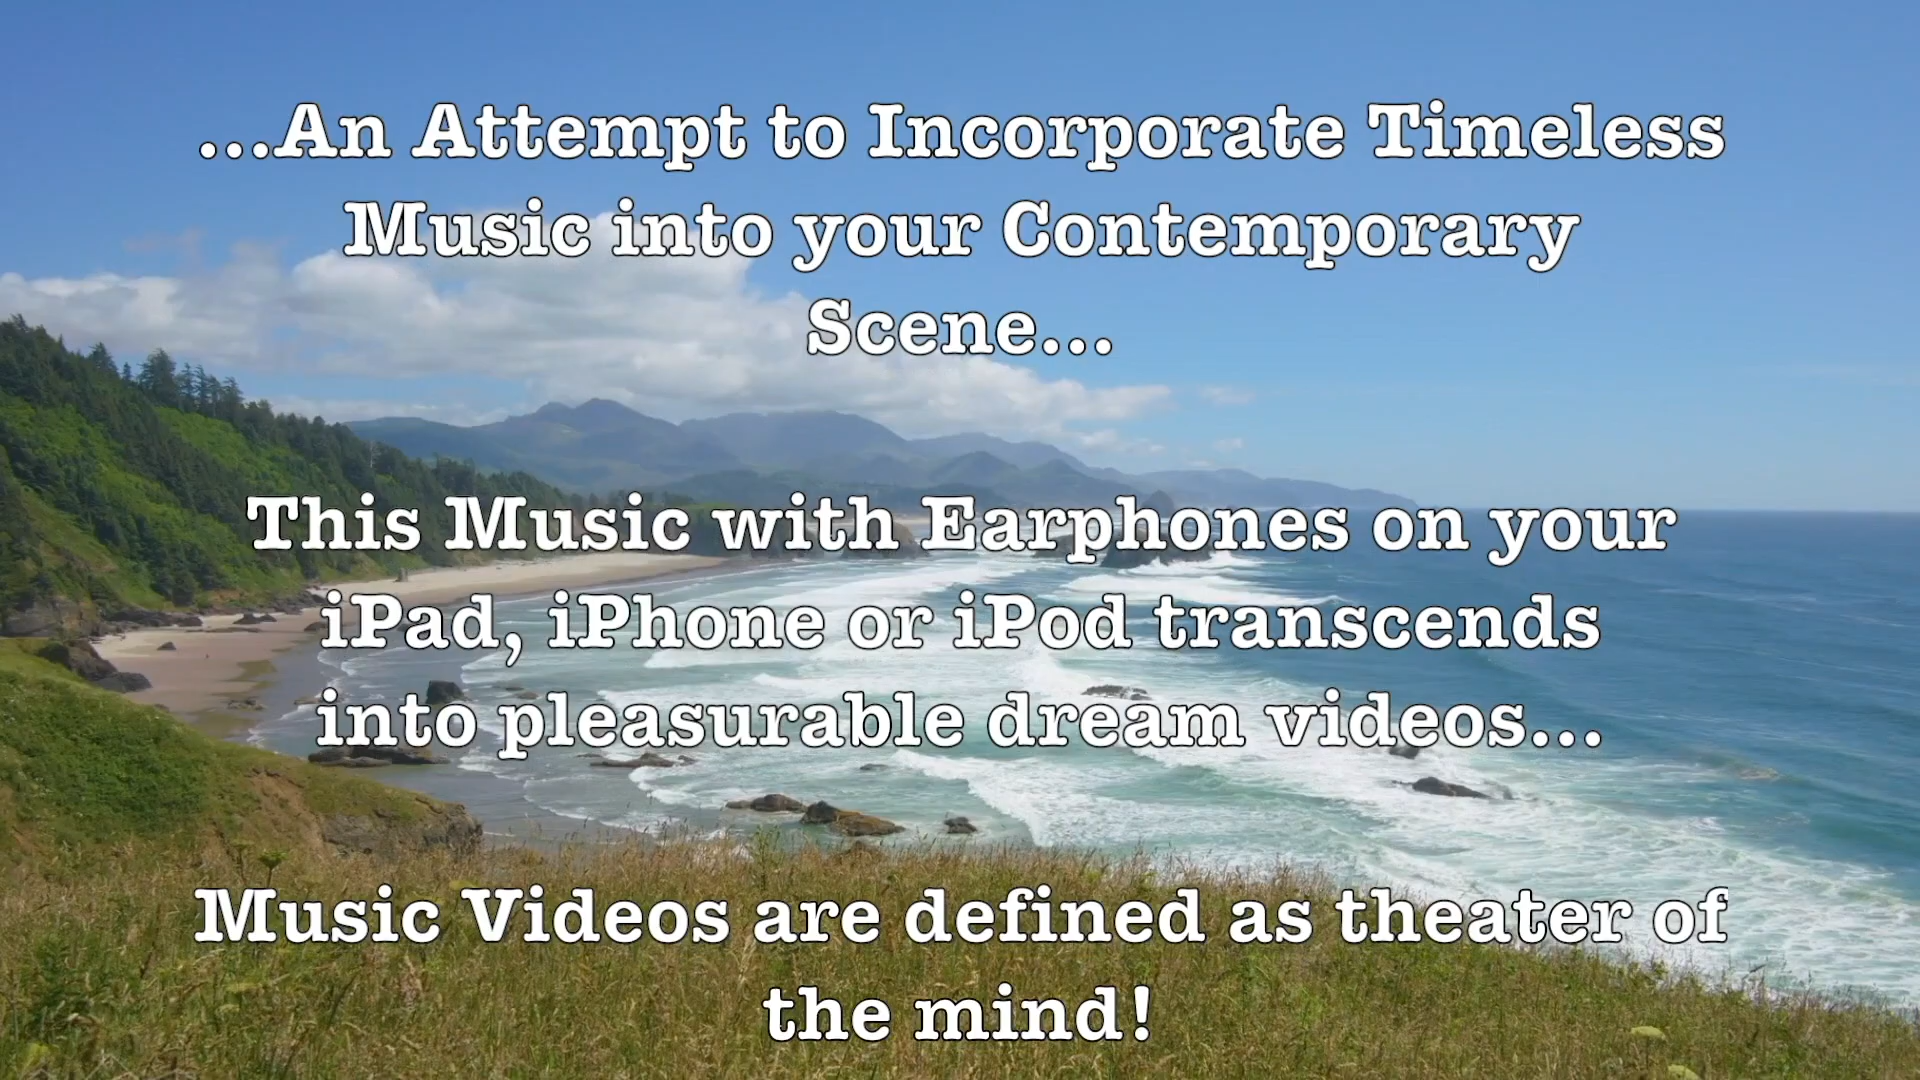 ...An Attempt to Incorporate Timeless
Music into your Contemporary
Scene...
This Music with Earphones on your
iPad, iPhone or iPod transcends
into pleasurable dream videos...
Music Videos are defined as theater of
the mind!